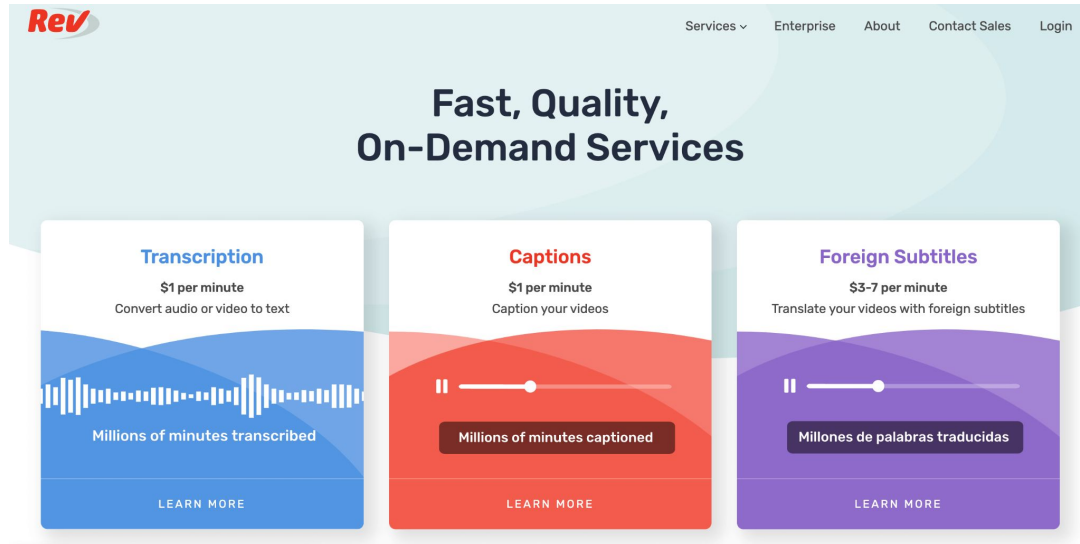 Rev
Services Enterprise About Contact Sales Login
Fast, Quality,
On-Demand Services
Transcription
$1 per minute
Convert audio or video to text
Millions of minutes transcribed
LEARN MORE
Captions
$1 per minute
Caption your videos
Millions of minutes captioned
LEARN MORE
Foreign Subtitles
$3-7 per minute
Translate your videos with foreign subtitles
Millones de palabras traducidas
LEARN MORE